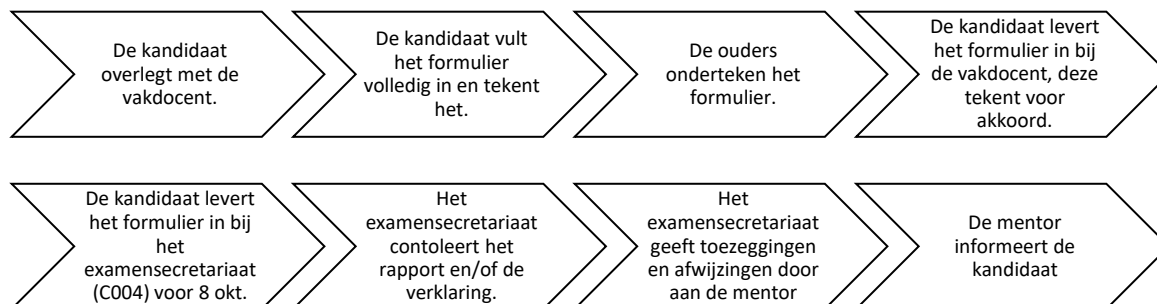 De kandidaat
overlegt met de
vakdocent.
De kandidaat vult
het formulier
volledig in en tekent
het.
De ouders
onderteken het
formulier.
De kandidaat levert
het formulier in bij
de vakdocent, deze
tekent voor
akkoord.
De kandidaat levert
het formulier in bij
het
examensecretariaat
(C004) voor 8 okt.
Het
examensecretariaat
contoleert het
rapport en/of de
verklaring.
Het
examensecretariaat
geeft toezeggingen
en afwijzingen door
aan de mentor
De mentor
informeert de
kandidaat